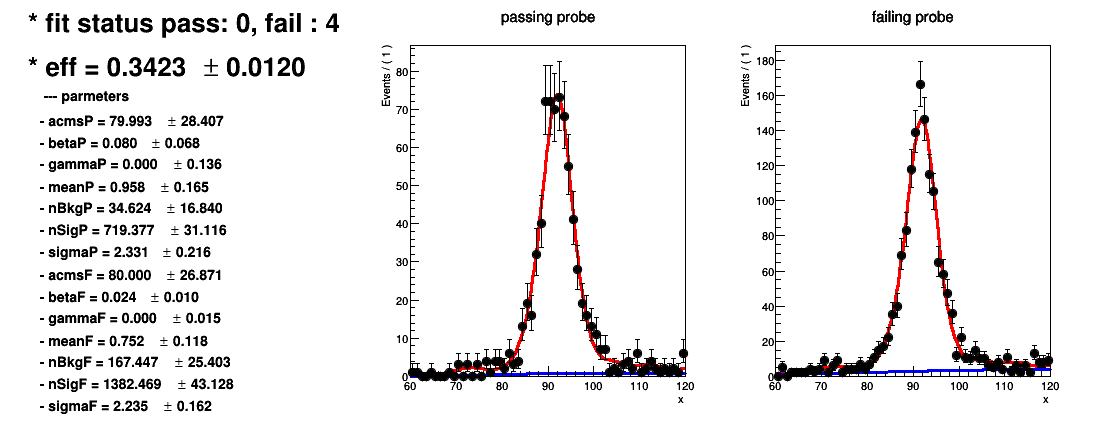 * fit status pass: 0, fail : 4
* eff = 0.3423 ± 0.0120
--- parmeters
- acmsP = 79.993 ± 28.407
- betaP = 0.080 ± 0.068
- gammaP = 0.000 ± 0.136
- meanP = 0.958 ± 0.165
- nBkgP = 34.624 ± 16.840
- nSigP = 719.377 ± 31.116
- sigmaP = 2.331 ± 0.216
- acmsF = 80.000 ± 26.871
- betaF = 0.024 ± 0.010
- gammaF = 0.000 ± 0.015
- meanF = 0.752 ± 0.118
- nBkgF = 167.447 ± 25.403
- nSigF = 1382.469 ± 43.128
- sigmaF = 2.235 ± 0.162
passing probe
Events / ( 1 )
80
70
60
50
40
30
20
10
0
60 70 80 90 100 110 120
x
failing probe
Events / ( 1 )
180
160
140
120
100
80
60
40
20
0
60 70 80 90 100 110 120
x